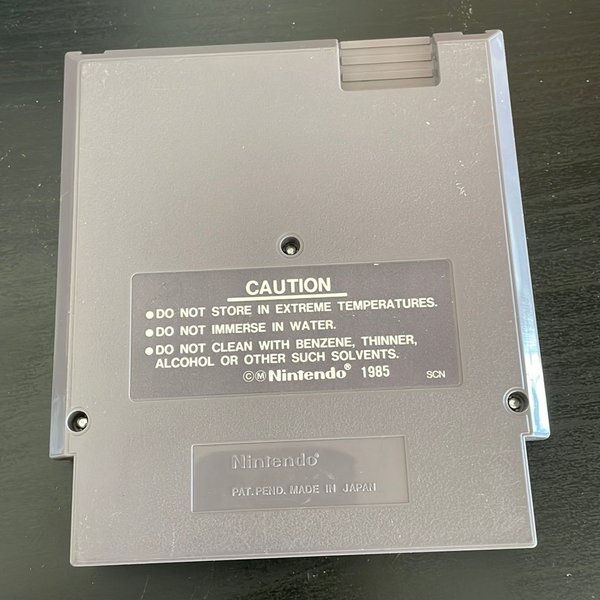 CAUTION
●DO NOT STORE IN EXTREME TEMPERATURES.
●DO NOT IMMERSE IN WATER.
●DO NOT CLEAN WITH BENZENE, THINNER,
ALCOHOL OR OTHER SUCH SOLVENTS.
©Ⓜ Nintendo® 1985 SCN
Nintendo®
PAT. PEND. MADE IN JAPAN